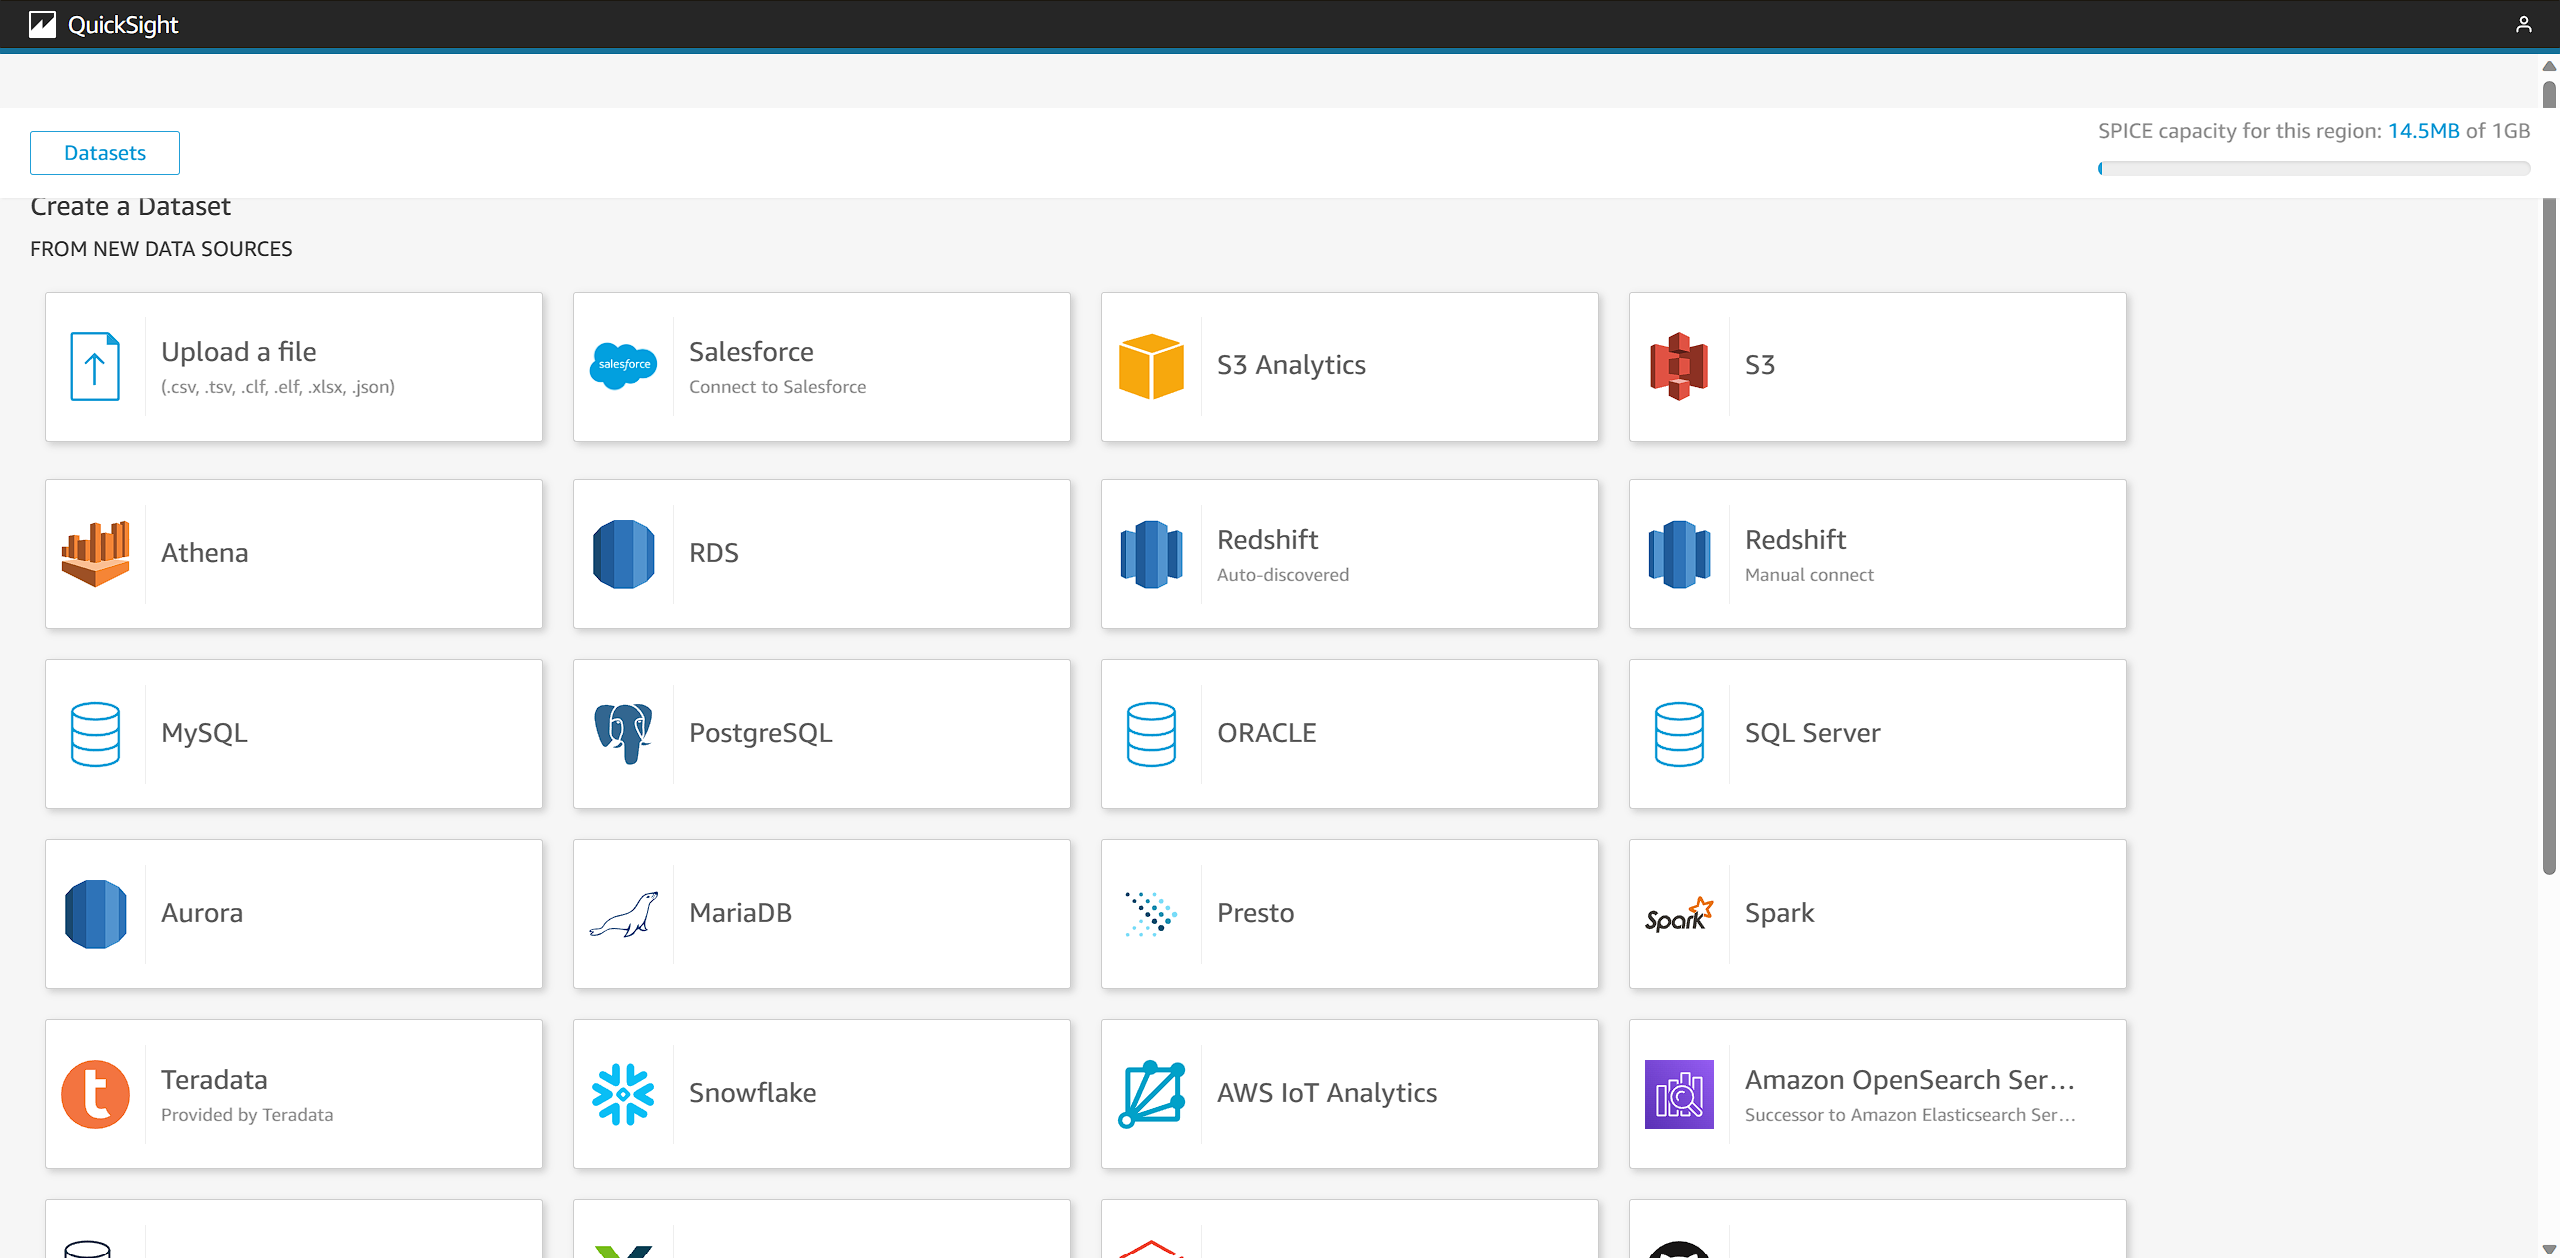 QuickSight
Datasets
SPICE capacity for this region: 14.5MB of 1GB
Create a Dataset
FROM NEW DATA SOURCES
Upload a file
(.csv, .tsv, .clf, .elf, .xlsx, .json)
salesforce
Salesforce
Connect to Salesforce
S3 Analytics
S3
Athena
RDS
Redshift
Auto-discovered
Redshift
Manual connect
MySQL
PostgreSQL
ORACLE
SQL Server
Aurora
MariaDB
Presto
Spark
Spark
t
Teradata
Provided by Teradata
Snowflake
AWS IoT Analytics
Amazon OpenSearch Ser...
Successor to Amazon Elasticsearch Ser...